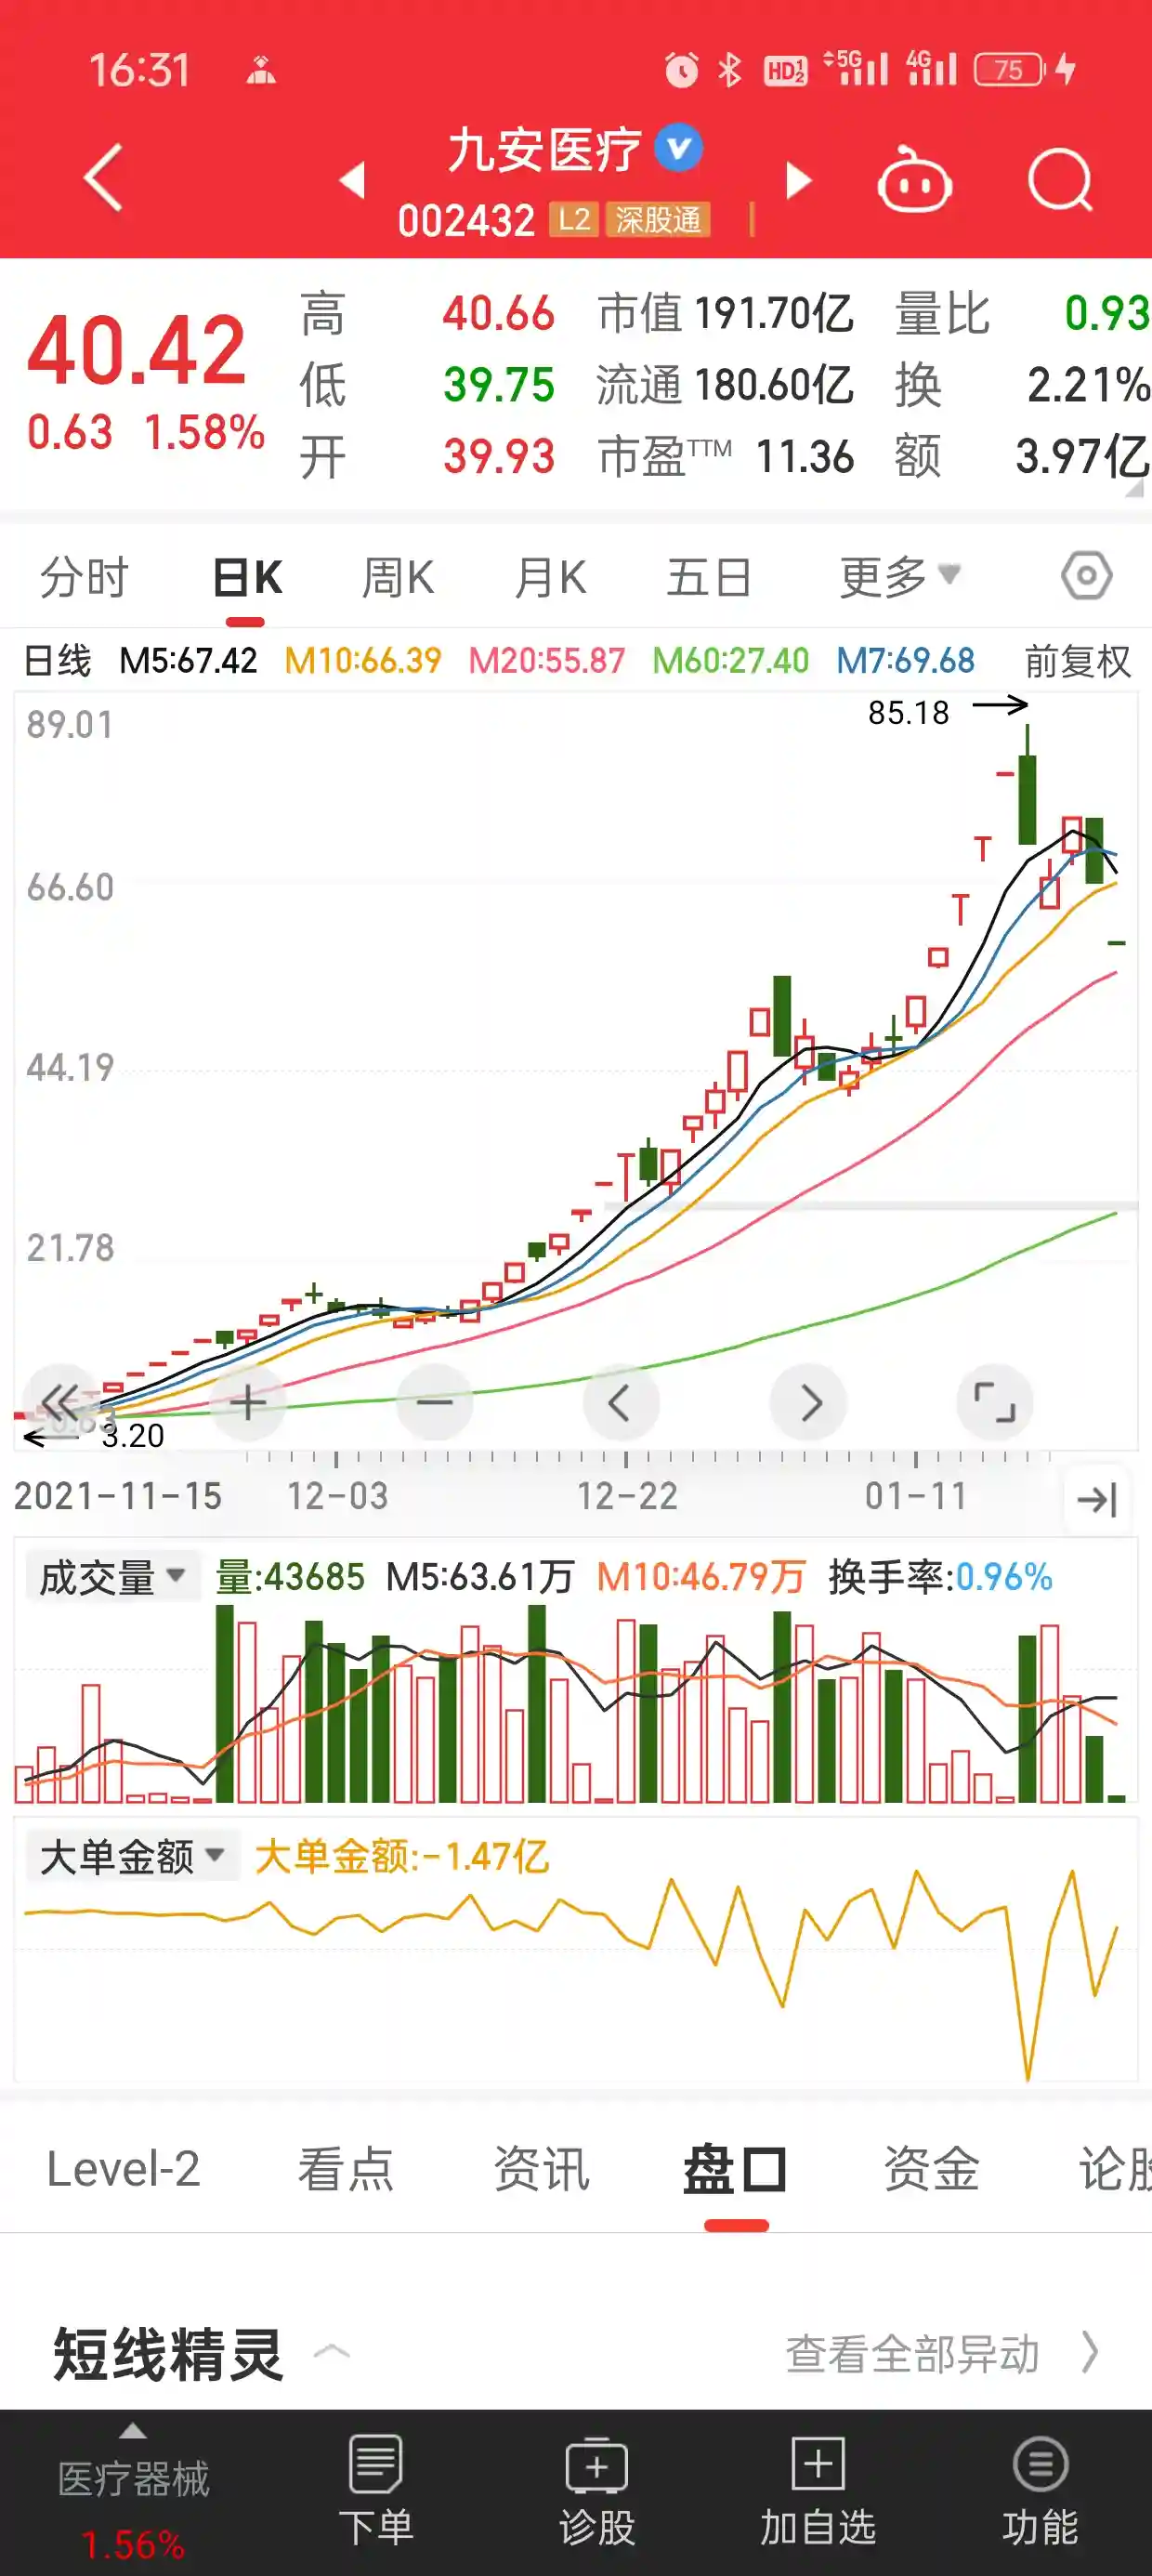 16:31 HD 1 2 5G 4G 75
九安医疗
002432 L2 深股通
40.42
0.63 1.58%
高 40.66 市值 191.70亿 量比 0.93
低 39.75 流通 180.60亿 换 2.21%
开 39.93 市盈TTM 11.36 额 3.97亿
分时 日K 周K 月K 五日 更多
日线 M5:67.42 M10:66.39 M20:55.87 M60:27.40 M7:69.68 前复权
89.01
85.18
66.60
44.19
21.78
3.20
2021-11-15 12-03 12-22 01-11
成交量 量:43685 M5:63.61万 M10:46.79万 换手率:0.96%
大单金额 大单金额:-1.47亿
Level-2 看点 资讯 盘口 资金 论股
短线精灵 查看全部异动
医疗器械 1.56% 下单 诊股 加自选 功能